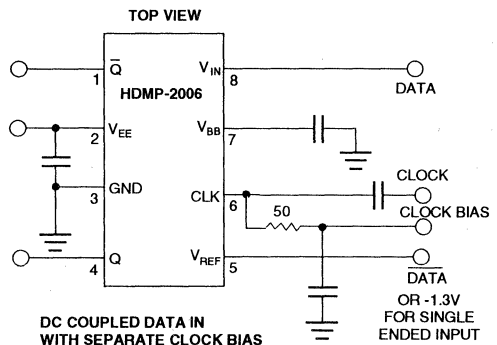 TOP VIEW
HDMP-2006
1 Q̅
2 V_EE
3 GND
4 Q
V_IN 8
V_BB 7
CLK 6
V_REF 5
DATA
CLOCK
50
CLOCK BIAS
D̅A̅T̅A̅
OR -1.3V
FOR SINGLE
ENDED INPUT
DC COUPLED DATA IN
WITH SEPARATE CLOCK BIAS